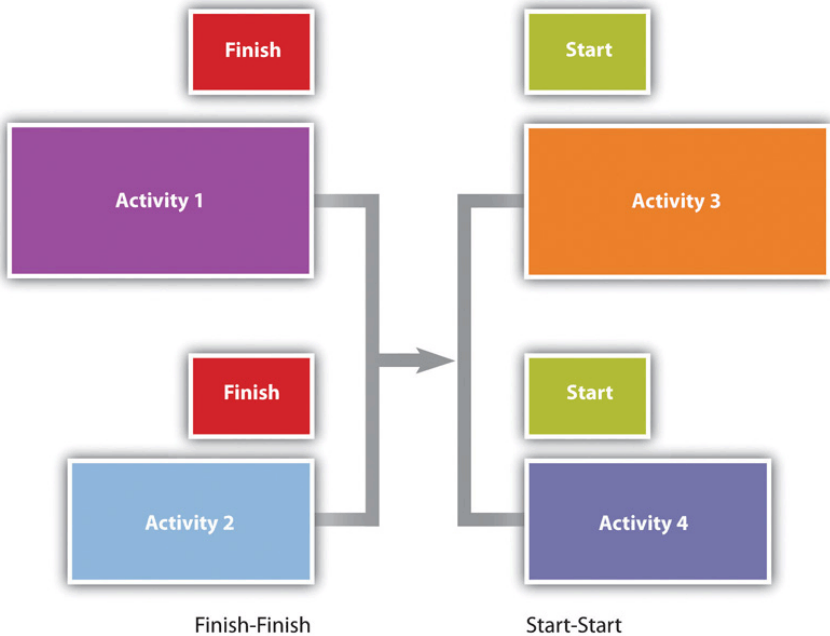 Finish
Start
Activity 1
Activity 3
Finish
Start
Activity 2
Activity 4
Finish-Finish
Start-Start